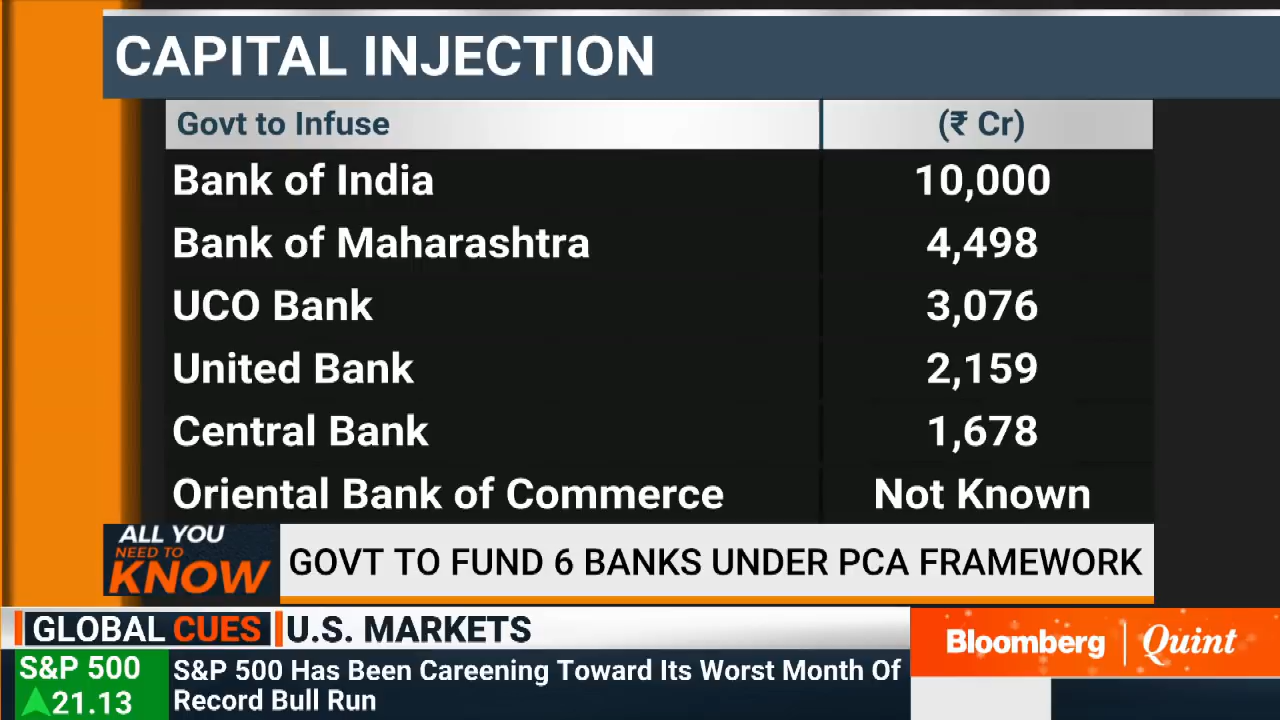 CAPITAL INJECTION
Govt to Infuse (₹ Cr)
Bank of India 10,000
Bank of Maharashtra 4,498
UCO Bank 3,076
United Bank 2,159
Central Bank 1,678
Oriental Bank of Commerce Not Known
ALL YOU
NEED TO
KNOW
GOVT TO FUND 6 BANKS UNDER PCA FRAMEWORK
GLOBAL CUES U.S. MARKETS
Bloomberg | Quint
S&P 500
21.13
S&P 500 Has Been Careening Toward Its Worst Month Of
Record Bull Run